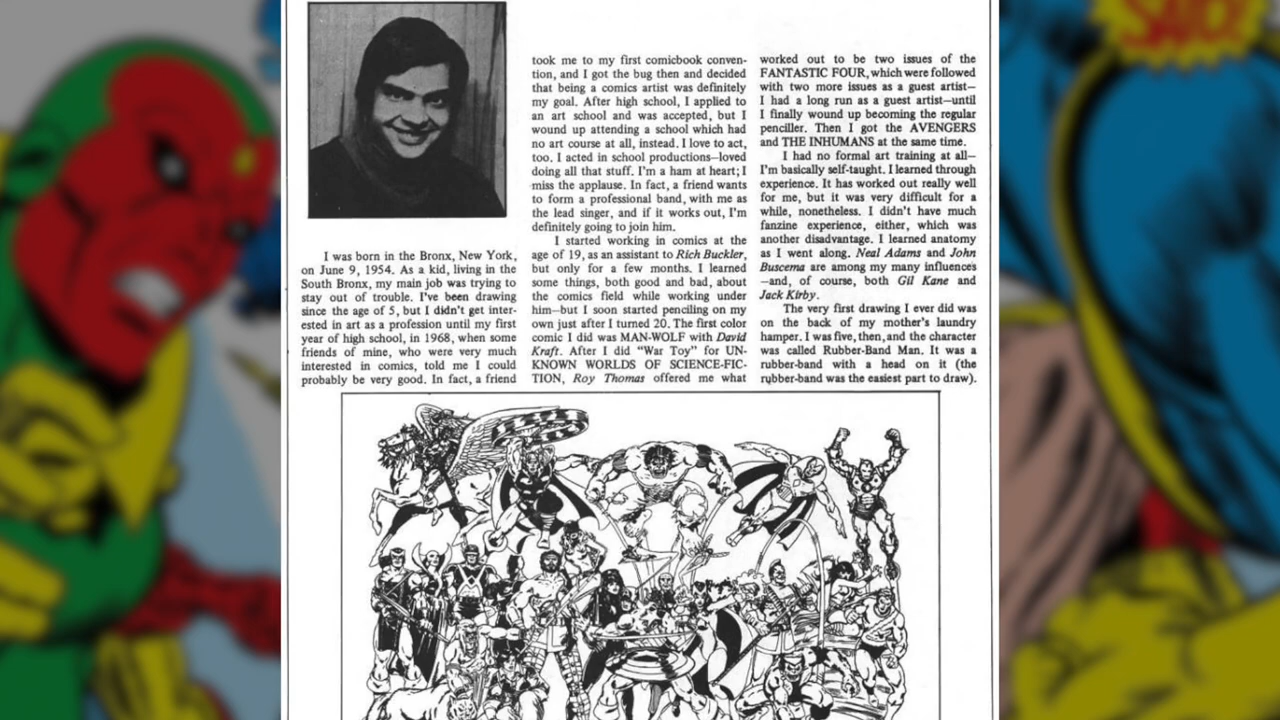 I was born in the Bronx, New York,
on June 9, 1954. As a kid, living in the
South Bronx, my main job was trying to
stay out of trouble. I've been drawing
since the age of 5, but I didn't get inter-
ested in art as a profession until my first
year of high school, in 1968, when some
friends of mine, who were very much
interested in comics, told me I could
probably be very good. In fact, a friend
took me to my first comicbook conven-
tion, and I got the bug then and decided
that being a comics artist was definitely
my goal. After high school, I applied to
an art school and was accepted, but I
wound up attending a school which had
no art course at all, instead. I love to act,
too. I acted in school productions—loved
doing all that stuff. I'm a ham at heart; I
miss the applause. In fact, a friend wants
to form a professional band, with me as
the lead singer, and if it works out, I'm
definitely going to join him.
I started working in comics at the
age of 19, as an assistant to Rich Buckler,
but only for a few months. I learned
some things, both good and bad, about
the comics field while working under
him—but I soon started penciling on my
own just after I turned 20. The first color
comic I did was MAN-WOLF with David
Kraft. After I did "War Toy" for UN-
KNOWN WORLDS OF SCIENCE-FIC-
TION, Roy Thomas offered me what
worked out to be two issues of the
FANTASTIC FOUR, which were followed
with two more issues as a guest artist—
I had a long run as a guest artist—until
I finally wound up becoming the regular
penciller. Then I got the AVENGERS
and THE INHUMANS at the same time.
I had no formal art training at all—
I'm basically self-taught. I learned through
experience. It has worked out really well
for me, but it was very difficult for a
while, nonetheless. I didn't have much
fanzine experience, either, which was
another disadvantage. I learned anatomy
as I went along. Neal Adams and John
Buscema are among my many influences
—and, of course, both Gil Kane and
Jack Kirby.
The very first drawing I ever did was
on the back of my mother's laundry
hamper. I was five, then, and the character
was called Rubber-Band Man. It was a
rubber-band with a head on it (the
rubber-band was the easiest part to draw).